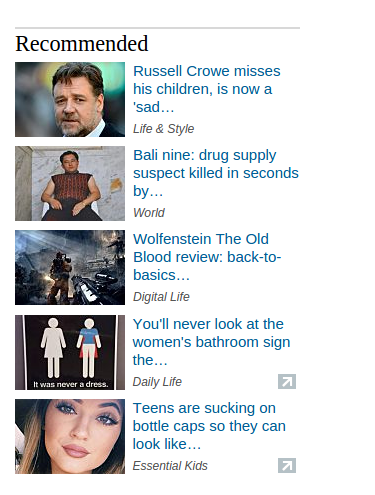 Recommended
Russell Crowe misses
his children, is now a
'sad…
Life & Style
Bali nine: drug supply
suspect killed in seconds
by…
World
Wolfenstein The Old
Blood review: back-to-
basics…
Digital Life
You'll never look at the
women's bathroom sign
the…
It was never a dress.
Daily Life
Teens are sucking on
bottle caps so they can
look like…
Essential Kids